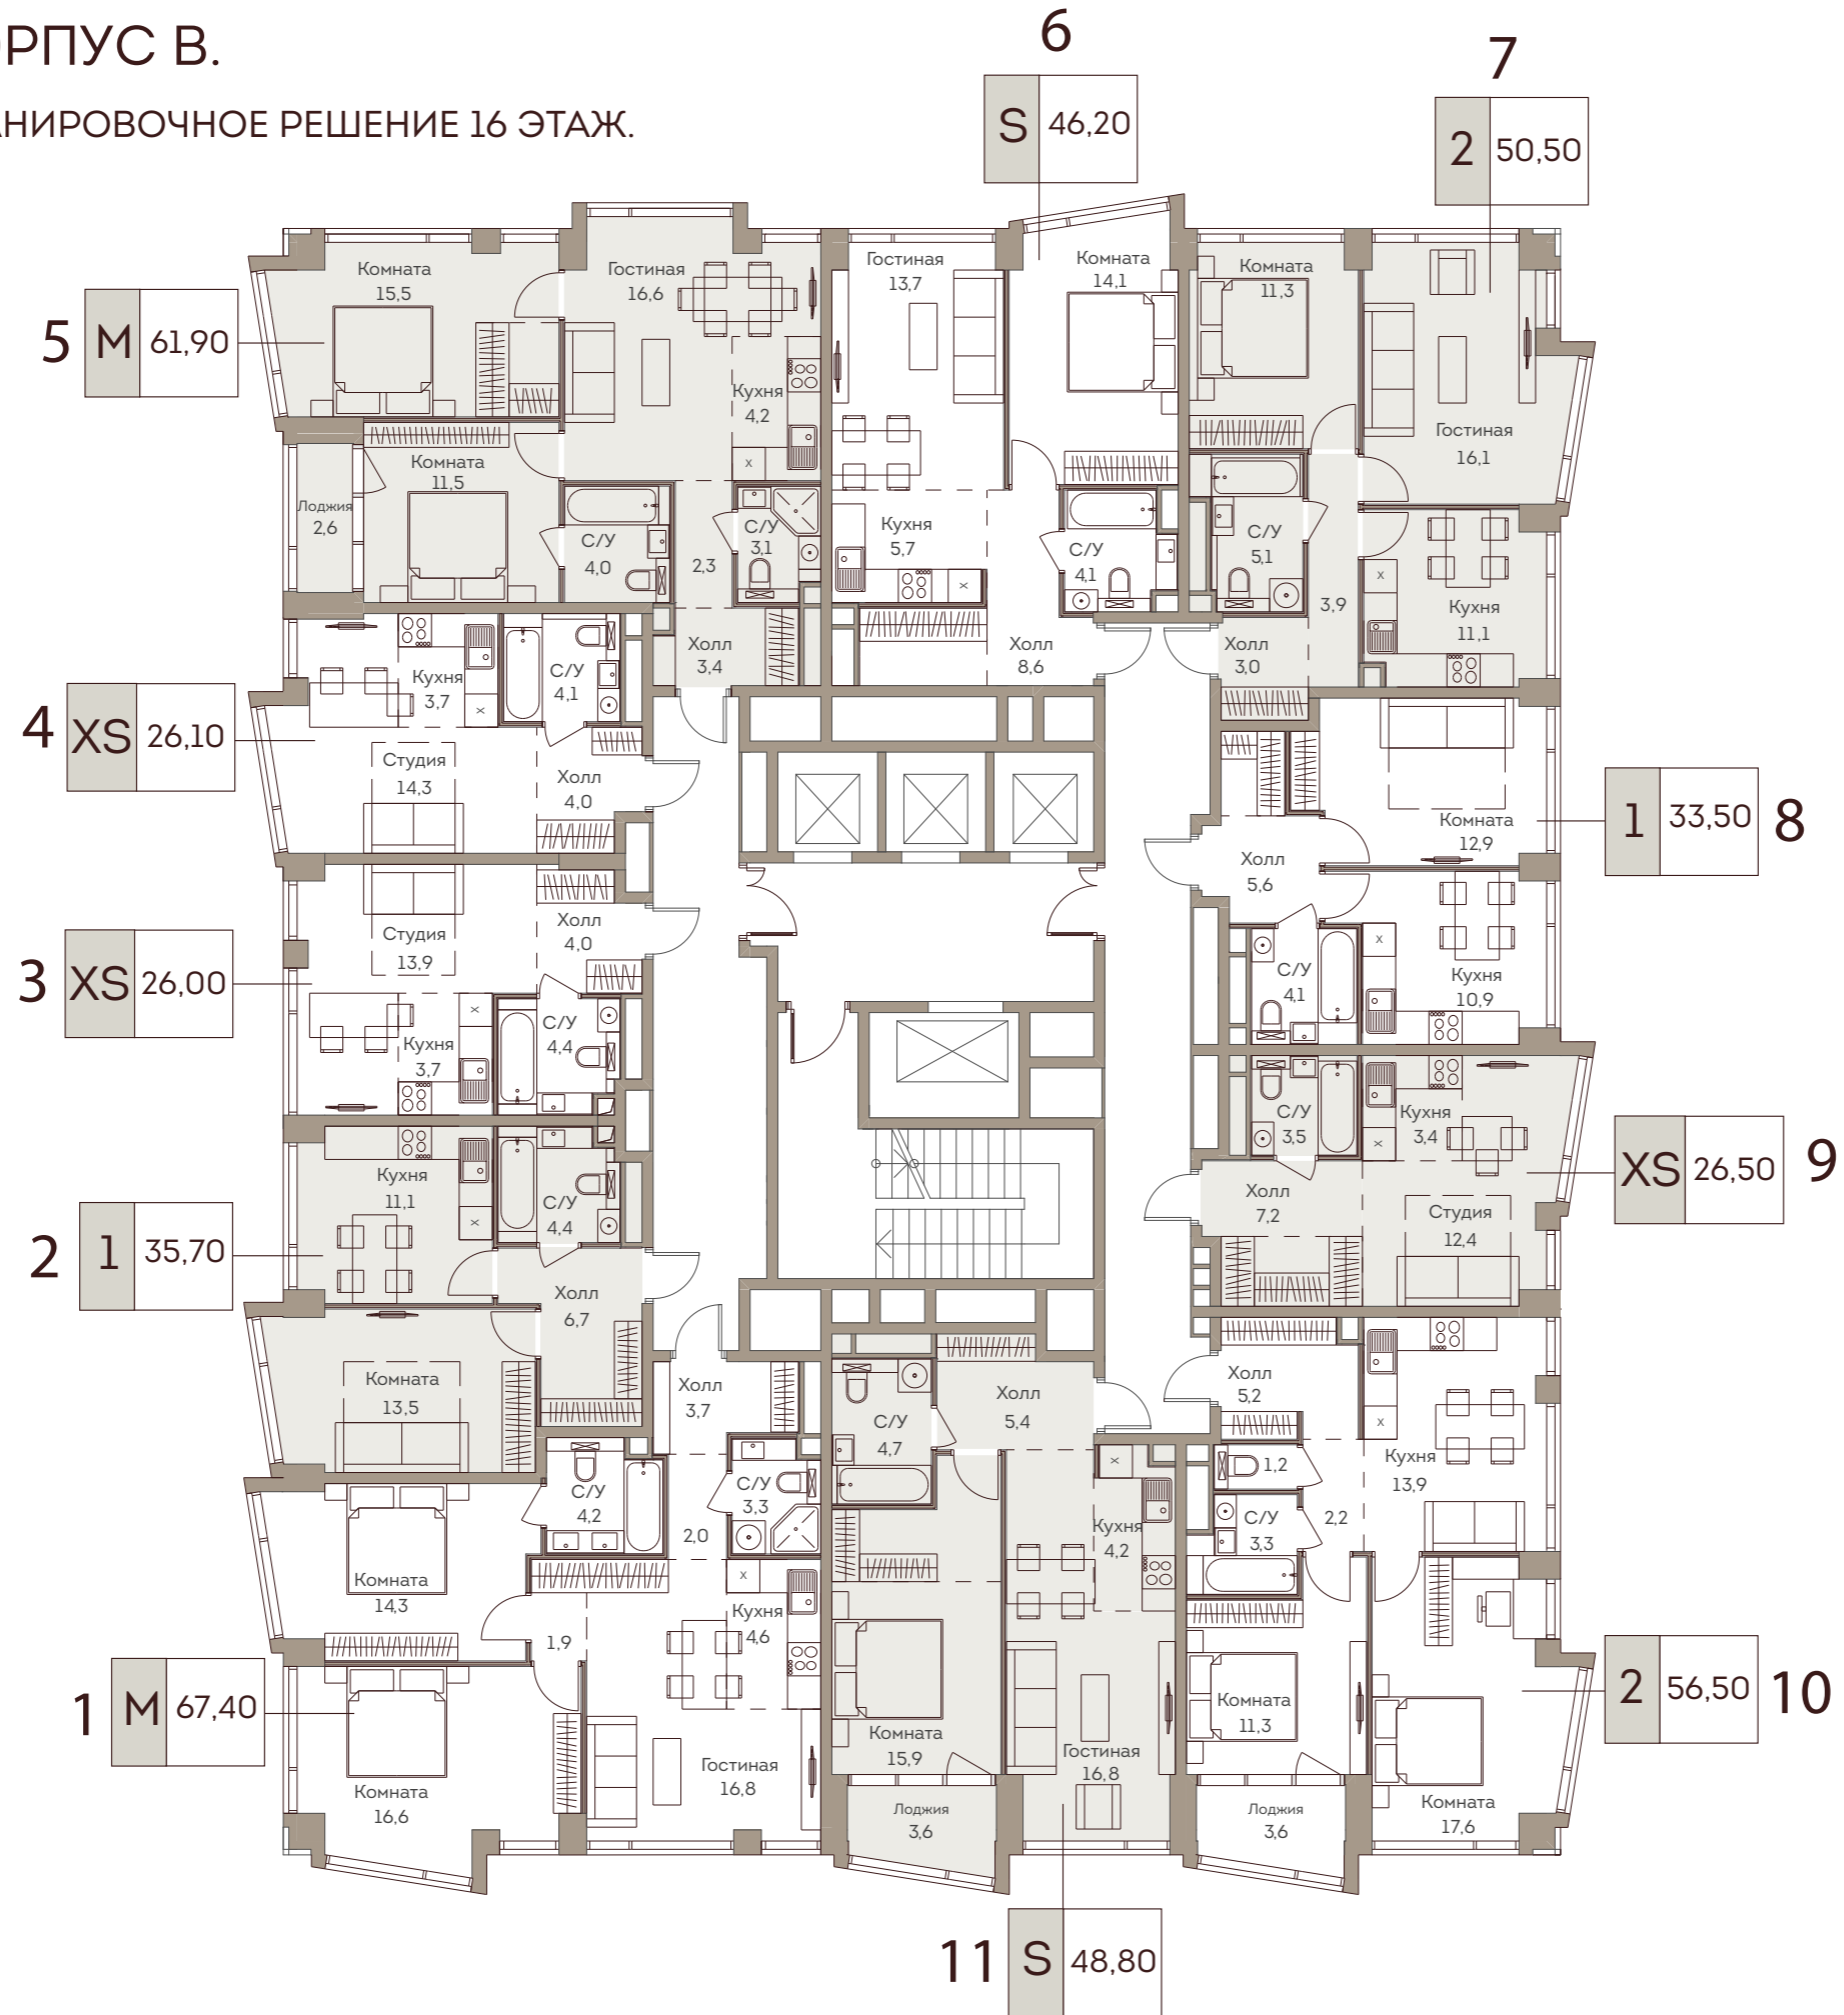 ОРПУС В.
АНИРОВОЧНОЕ РЕШЕНИЕ 16 ЭТАЖ.
6
S 46,20
7
2 50,50
5 M 61,90
Комната
15,5
Гостиная
16,6
Кухня
4,2
Комната
11,5
Лоджия
2,6
С/У
4,0
2,3
С/У
3,1
Холл
3,4
Гостиная
13,7
Комната
14,1
Кухня
5,7
С/У
4,1
Холл
8,6
Комната
11,3
Гостиная
16,1
С/У
5,1
3,9
Кухня
11,1
Холл
3,0
4 XS 26,10
Кухня
3,7
С/У
4,1
Студия
14,3
Холл
4,0
3 XS 26,00
Студия
13,9
Холл
4,0
Кухня
3,7
С/У
4,4
1 33,50 8
Комната
12,9
Холл
5,6
С/У
4,1
Кухня
10,9
2 1 35,70
Кухня
11,1
С/У
4,4
Холл
6,7
Комната
13,5
XS 26,50 9
С/У
3,5
Кухня
3,4
Холл
7,2
Студия
12,4
1 M 67,40
Холл
3,7
С/У
4,2
С/У
3,3
2,0
Комната
14,3
1,9
Кухня
4,6
Комната
16,6
Гостиная
16,8
Холл
5,4
С/У
4,7
Кухня
4,2
Комната
15,9
Гостиная
16,8
Лоджия
3,6
2 56,50 10
Холл
5,2
1,2
С/У
3,3
2,2
Кухня
13,9
Комната
11,3
Комната
17,6
Лоджия
3,6
11 S 48,80
x
x
x
x
x
x
x
x
x
x
x